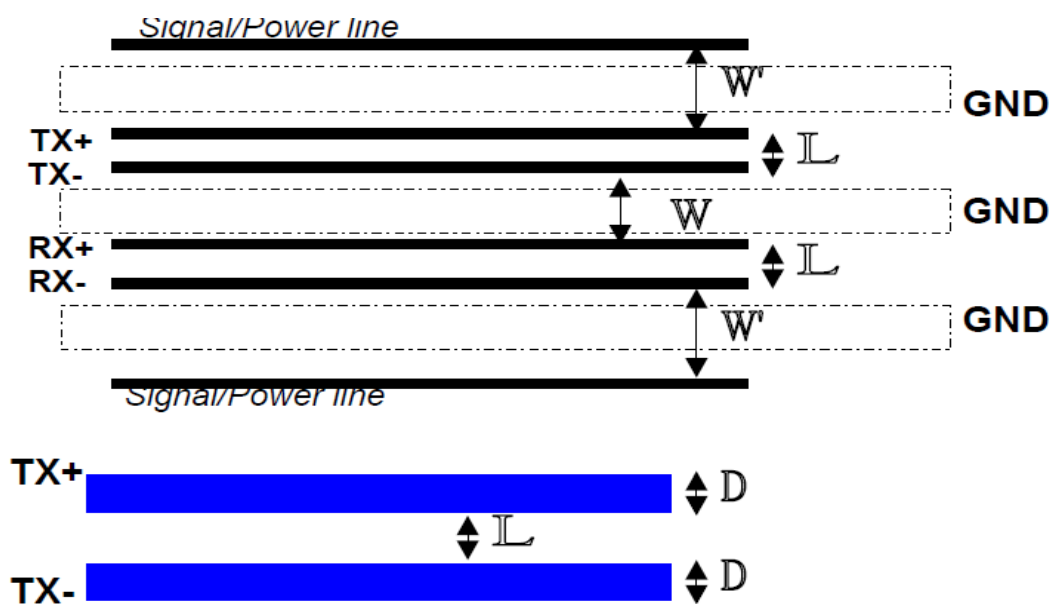 Signal/Power line
W'
GND
TX+
L
TX-
W
GND
RX+
L
RX-
W'
GND
Signal/Power line
TX+
D
L
TX-
D